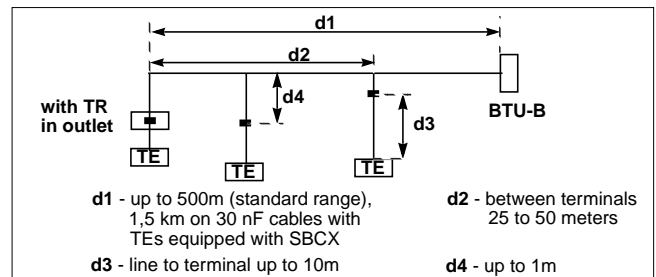 d1
d2
d4
d3
BTU-B
with TR
in outlet
TE
TE
TE
d1 - up to 500m (standard range),
1,5 km on 30 nF cables with
TEs equipped with SBCX
d2 - between terminals
25 to 50 meters
d3 - line to terminal up to 10m
d4 - up to 1m